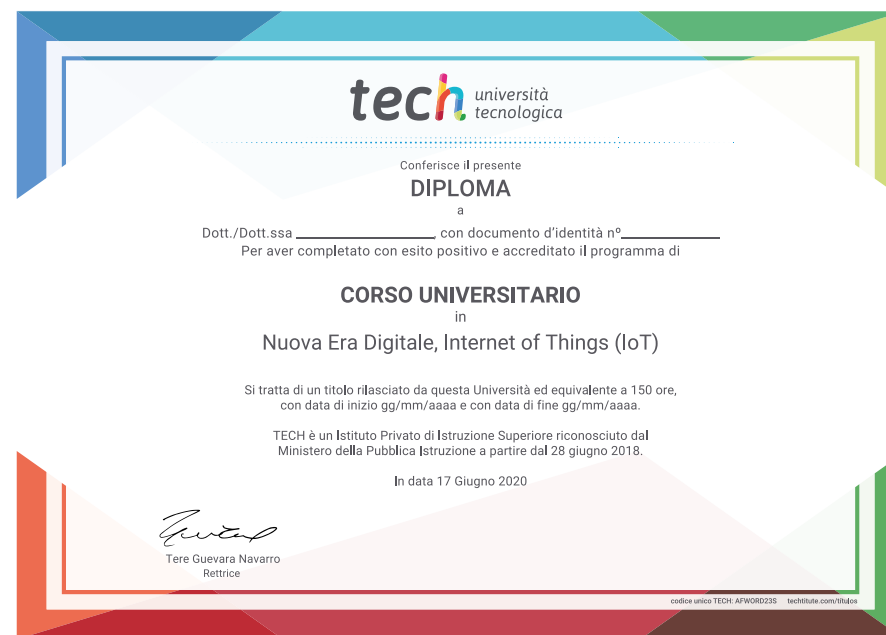 tech università
tecnologica
Conferisce il presente
DIPLOMA
a
Dott./Dott.ssa ____________________, con documento d'identità nº______________
Per aver completato con esito positivo e accreditato il programma di
CORSO UNIVERSITARIO
in
Nuova Era Digitale, Internet of Things (IoT)
Si tratta di un titolo rilasciato da questa Università ed equivalente a 150 ore,
con data di inizio gg/mm/aaaa e con data di fine gg/mm/aaaa.
TECH è un Istituto Privato di Istruzione Superiore riconosciuto dal
Ministero della Pubblica Istruzione a partire dal 28 giugno 2018.
In data 17 Giugno 2020
Tere Guevara Navarro
Rettrice
codice unico TECH: AFWORD23S techtitute.com/titulos